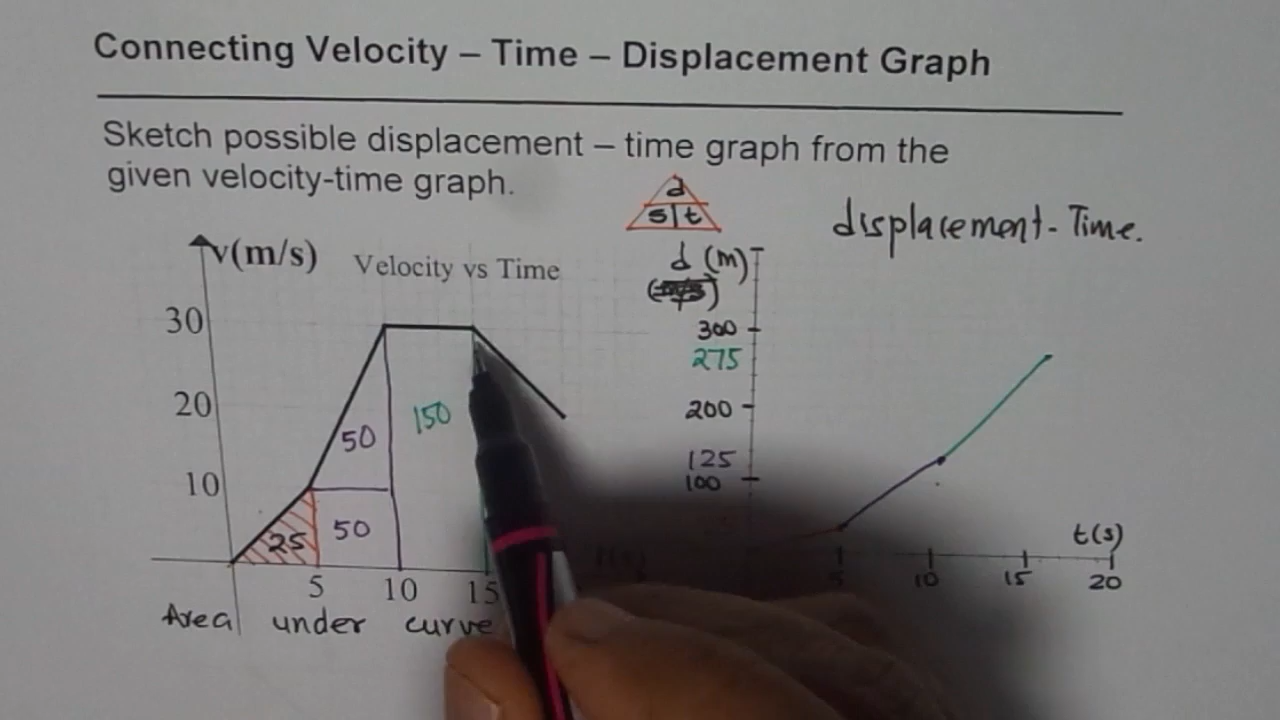 Connecting Velocity – Time – Displacement Graph
Sketch possible displacement – time graph from the
given velocity-time graph.
d
s|t
displacement - Time.
v(m/s)
Velocity vs Time
d (m)
30
300
275
20
150
200
50
125
10
100
25
50
t(s)
5
10
15
5
10
15
20
Area under curve